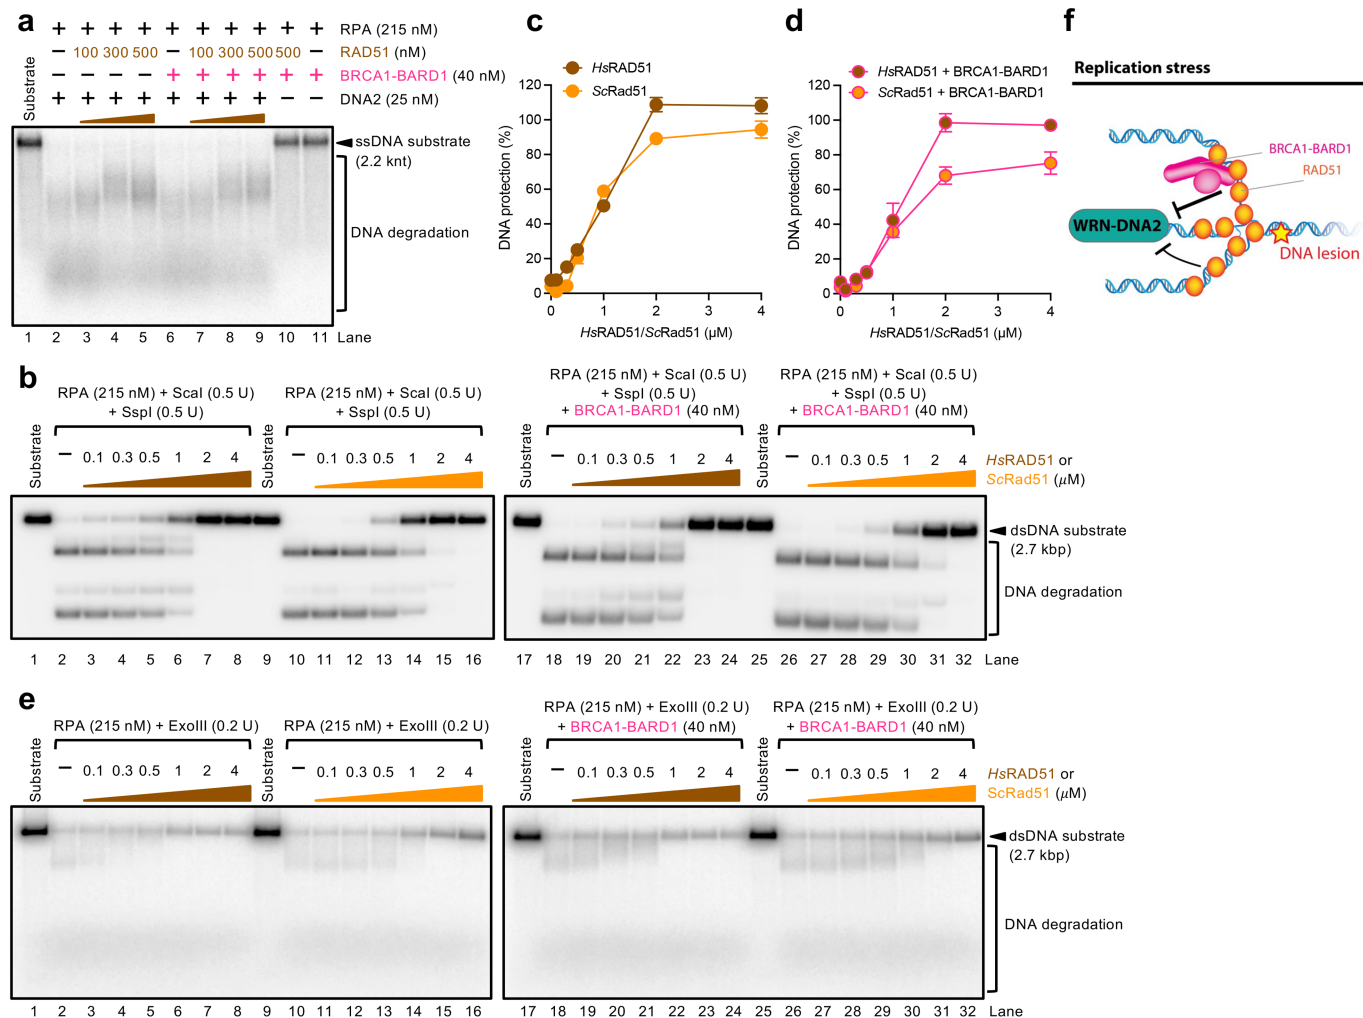 a
Substrate
+ + + + + + + + + + RPA (215 nM)
− 100 300 500 − 100 300 500 500 − RAD51 (nM)
− − − − + + + + + + BRCA1-BARD1 (40 nM)
+ + + + + + + + − − DNA2 (25 nM)
ssDNA substrate
(2.2 knt)
DNA degradation
1 2 3 4 5 6 7 8 9 10 11 Lane
c
HsRAD51
ScRad51
DNA protection (%)
120
100
80
60
40
20
0
0 1 2 3 4
HsRAD51/ScRad51 (μM)
d
HsRAD51 + BRCA1-BARD1
ScRad51 + BRCA1-BARD1
DNA protection (%)
120
100
80
60
40
20
0
0 1 2 3 4
HsRAD51/ScRad51 (μM)
f
Replication stress
BRCA1-BARD1
RAD51
WRN-DNA2
DNA lesion
b
RPA (215 nM) + ScaI (0.5 U)
+ SspI (0.5 U)
RPA (215 nM) + ScaI (0.5 U)
+ SspI (0.5 U)
RPA (215 nM) + ScaI (0.5 U)
+ SspI (0.5 U)
+ BRCA1-BARD1 (40 nM)
RPA (215 nM) + ScaI (0.5 U)
+ SspI (0.5 U)
+ BRCA1-BARD1 (40 nM)
Substrate − 0.1 0.3 0.5 1 2 4 Substrate − 0.1 0.3 0.5 1 2 4
Substrate − 0.1 0.3 0.5 1 2 4 Substrate − 0.1 0.3 0.5 1 2 4
HsRAD51 or
ScRad51 (μM)
dsDNA substrate
(2.7 kbp)
DNA degradation
1 2 3 4 5 6 7 8 9 10 11 12 13 14 15 16 17 18 19 20 21 22 23 24 25 26 27 28 29 30 31 32 Lane
e
RPA (215 nM) + ExoIII (0.2 U)
RPA (215 nM) + ExoIII (0.2 U)
RPA (215 nM) + ExoIII (0.2 U)
+ BRCA1-BARD1 (40 nM)
RPA (215 nM) + ExoIII (0.2 U)
+ BRCA1-BARD1 (40 nM)
Substrate − 0.1 0.3 0.5 1 2 4 Substrate − 0.1 0.3 0.5 1 2 4
Substrate − 0.1 0.3 0.5 1 2 4 Substrate − 0.1 0.3 0.5 1 2 4
HsRAD51 or
ScRad51 (μM)
dsDNA substrate
(2.7 kbp)
DNA degradation
1 2 3 4 5 6 7 8 9 10 11 12 13 14 15 16 17 18 19 20 21 22 23 24 25 26 27 28 29 30 31 32 Lane